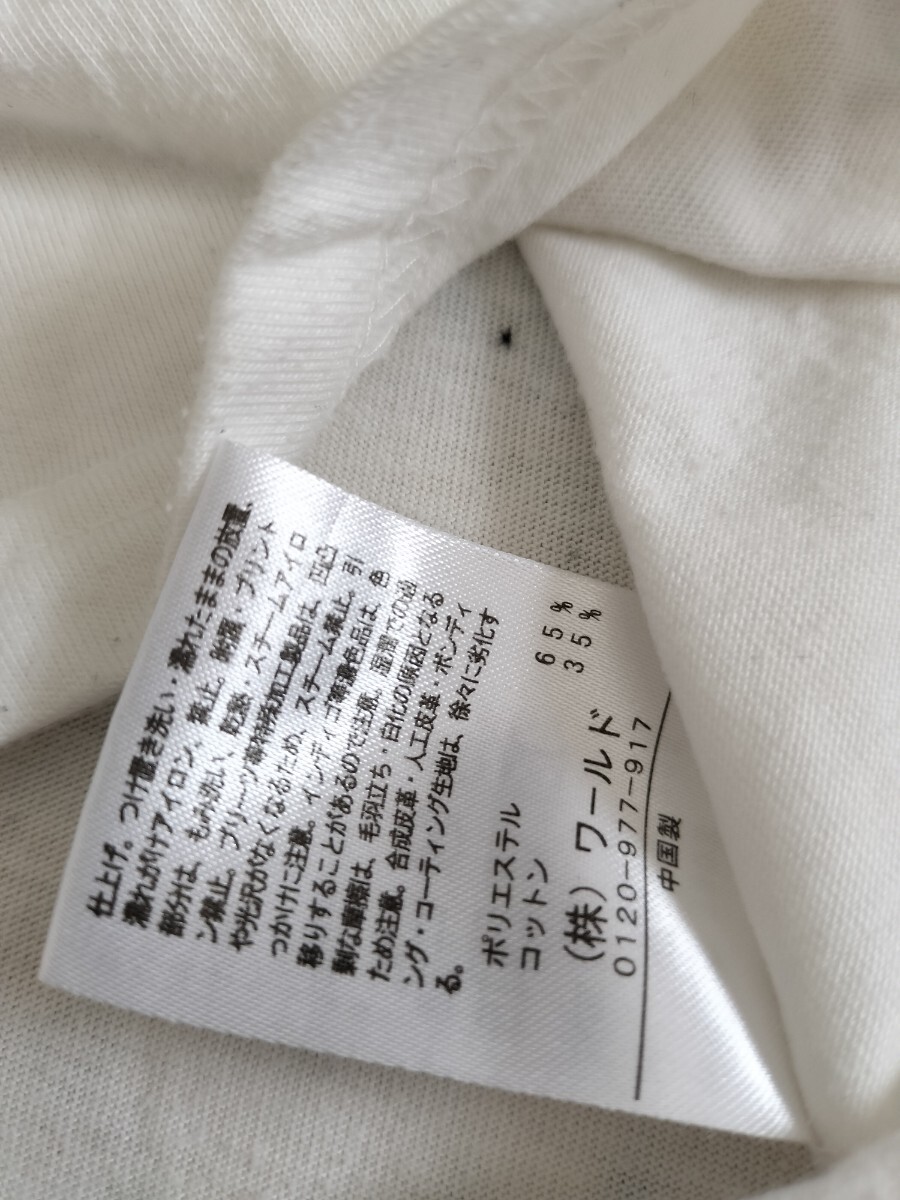 仕上げ。つけ置き洗い・濡れたままの放置、
濡れがけアイロン、禁止。刺繍・プリント
部分は、もみ洗い、乾熱・スチームアイロ
ン禁止。プリーツ等特殊加工製品は、凹凸
や光沢がなくなるため、スチーム禁止。引
っかけに注意。インディゴ等濃色品は、色
移りすることがあるので注意。湿潤での過
剰な摩擦は、毛羽立ち・白化の原因となる
ため注意。合成皮革・人工皮革・ボンディ
ング・コーティング生地は、徐々に劣化す
る。
ポリエステル 65%
コットン 35%
(株) ワールド
0120-977-917
中国製